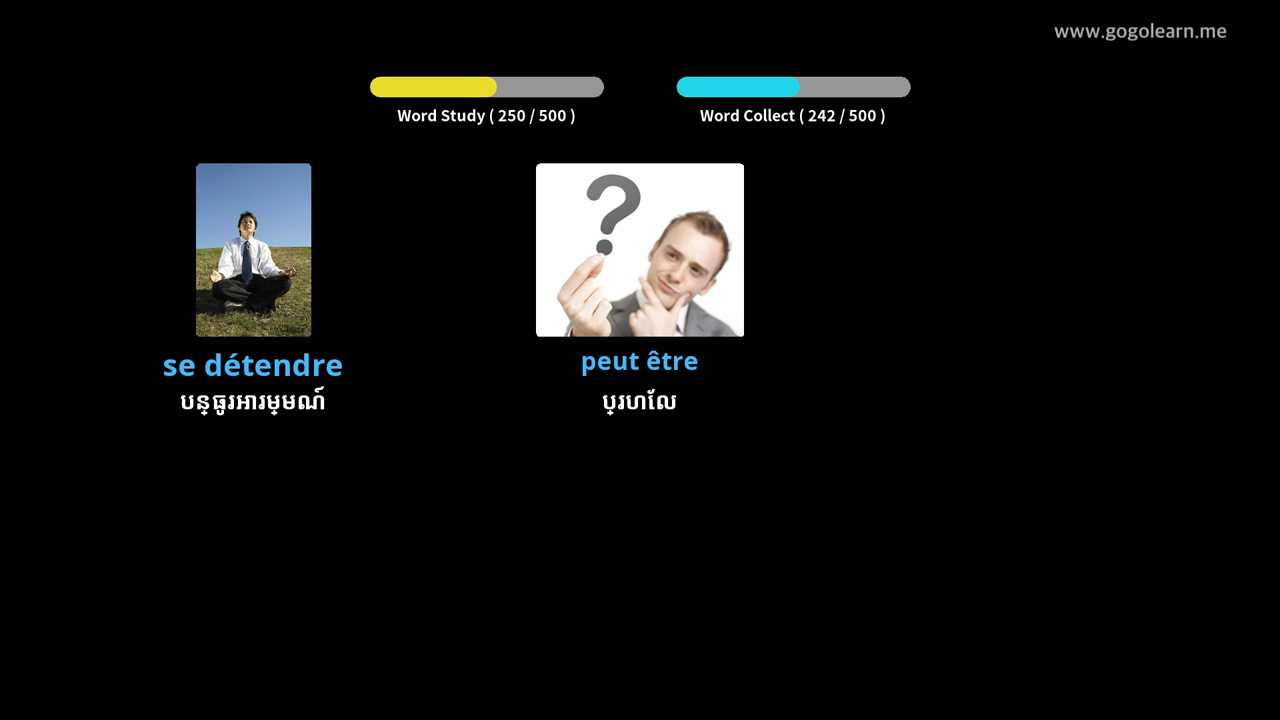 www.gogolearn.me
Word Study ( 250 / 500 )
Word Collect ( 242 / 500 )
se détendre
peut être
បន្ធូរអារម្មណ៍
ប្រហែល